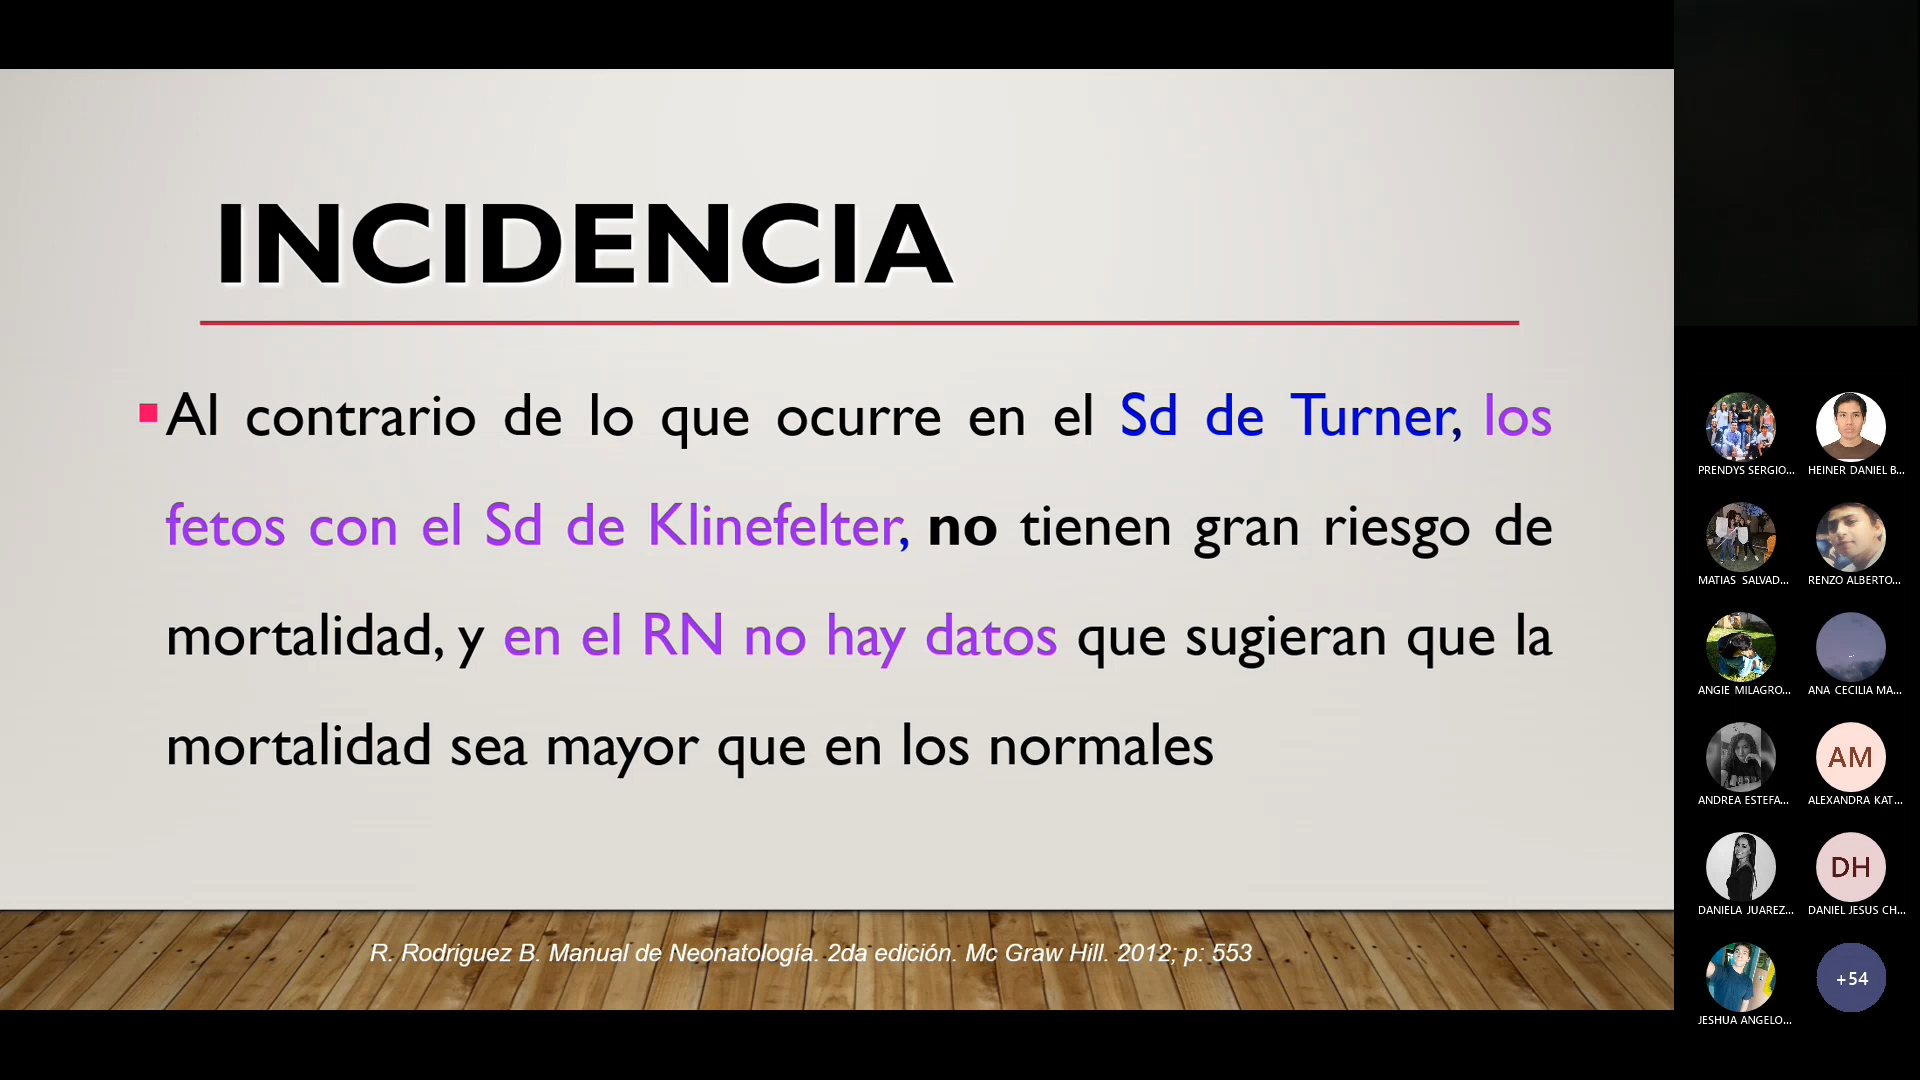 INCIDENCIA
Al contrario de lo que ocurre en el Sd de Turner, los
fetos con el Sd de Klinefelter, no tienen gran riesgo de
mortalidad, y en el RN no hay datos que sugieran que la
mortalidad sea mayor que en los normales
R. Rodriguez B. Manual de Neonatología. 2da edición. Mc Graw Hill. 2012; p: 553
PRENDYS SERGIO...
HEINER DANIEL B...
MATIAS SALVAD...
RENZO ALBERTO...
ANGIE MILAGRO...
ANA CECILIA MA...
AM
ANDREA ESTEFA...
ALEXANDRA KAT...
DH
DANIELA JUAREZ...
DANIEL JESUS CH...
+54
JESHUA ANGELO...